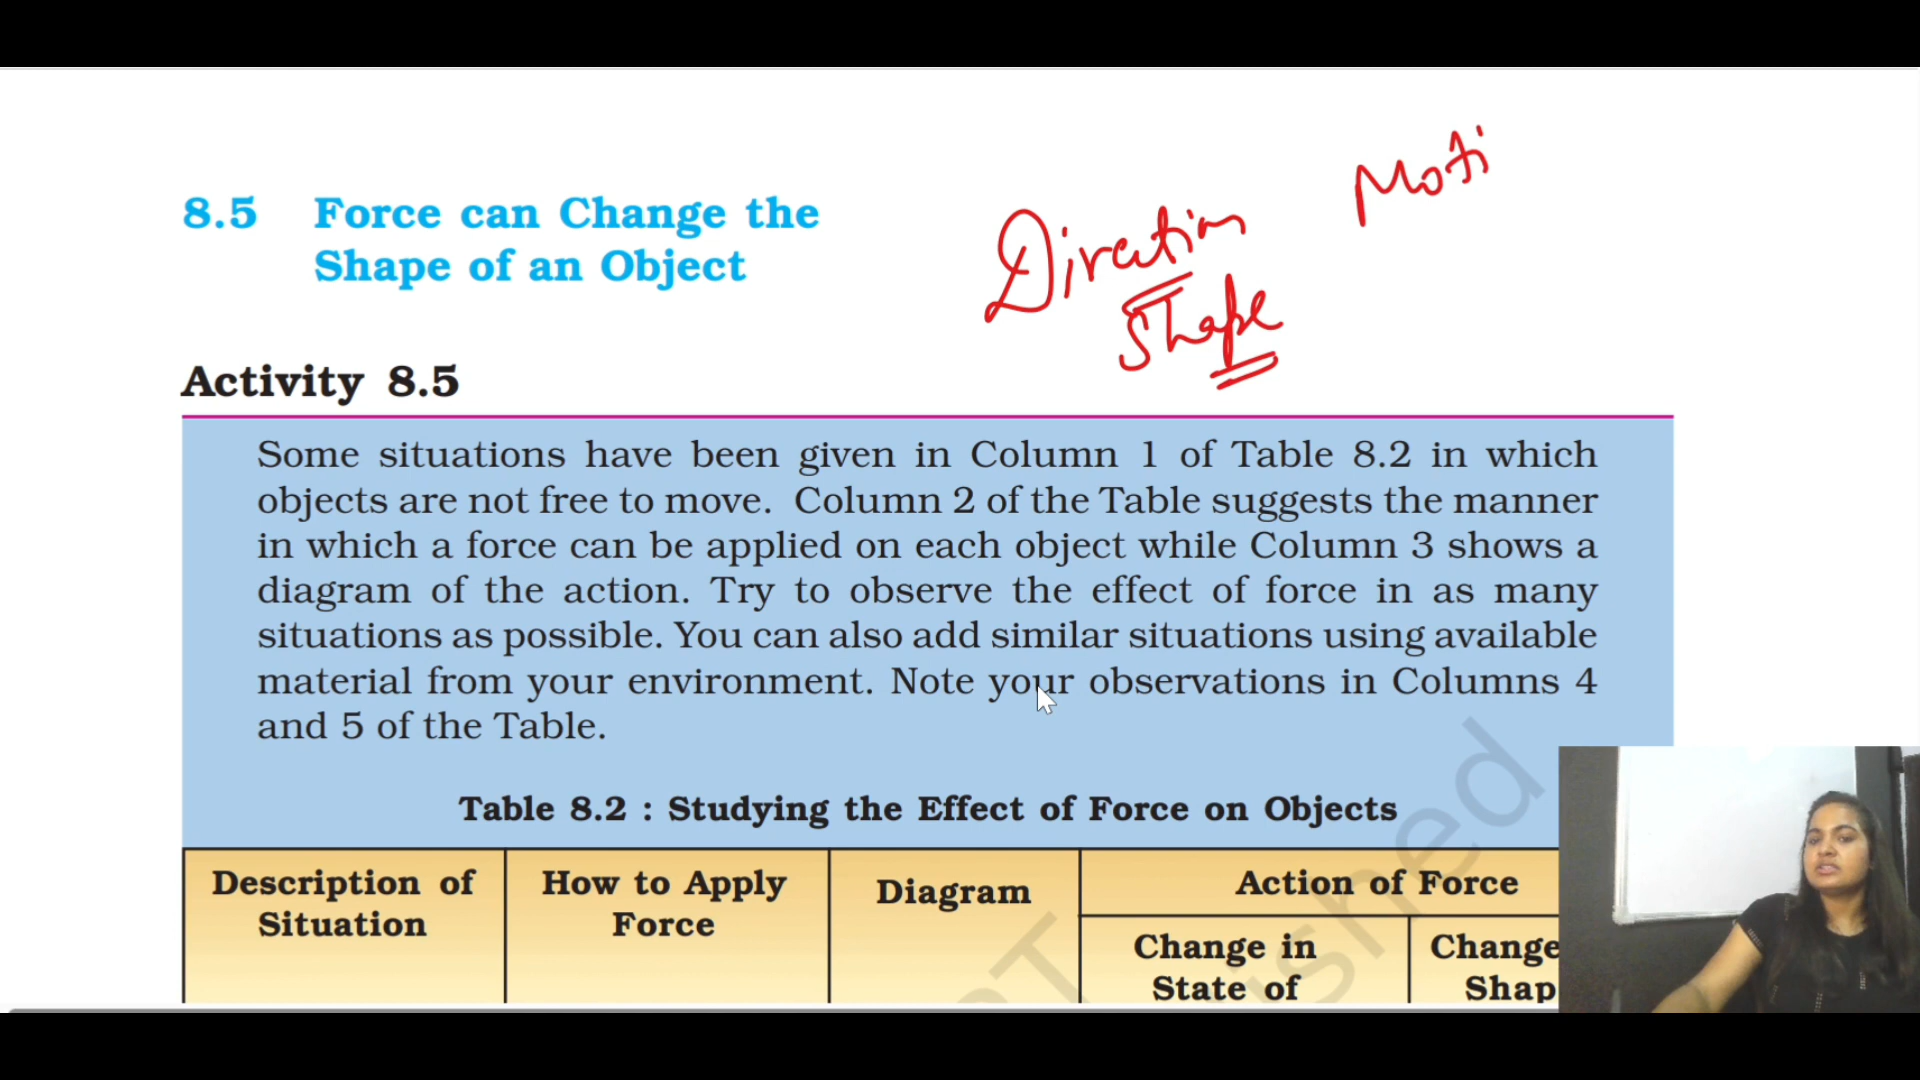 8.5 Force can Change the
Shape of an Object
Direction
Shape
Moti
Activity 8.5
Some situations have been given in Column 1 of Table 8.2 in which
objects are not free to move. Column 2 of the Table suggests the manner
in which a force can be applied on each object while Column 3 shows a
diagram of the action. Try to observe the effect of force in as many
situations as possible. You can also add similar situations using available
material from your environment. Note your observations in Columns 4
and 5 of the Table.
Table 8.2 : Studying the Effect of Force on Objects
Description of
Situation
How to Apply
Force
Diagram
Action of Force
Change in
State of
Change
Shap